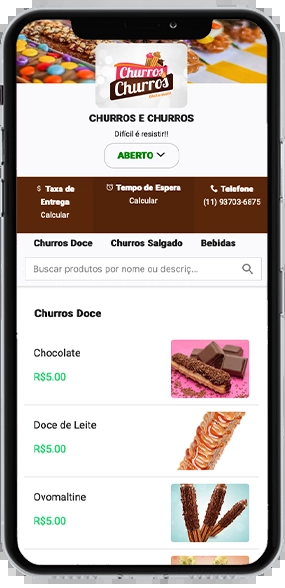 Churros
Churros
CHURROS E CHURROS
Difícil é resistir!!
ABERTO
$ Taxa de Entrega
Calcular
Tempo de Espera
Calcular
Telefone
(11) 93703-6875
Churros Doce Churros Salgado Bebidas
Buscar produtos por nome ou descriç...
Churros Doce
Chocolate
R$5.00
Doce de Leite
R$5.00
Ovomaltine
R$5.00